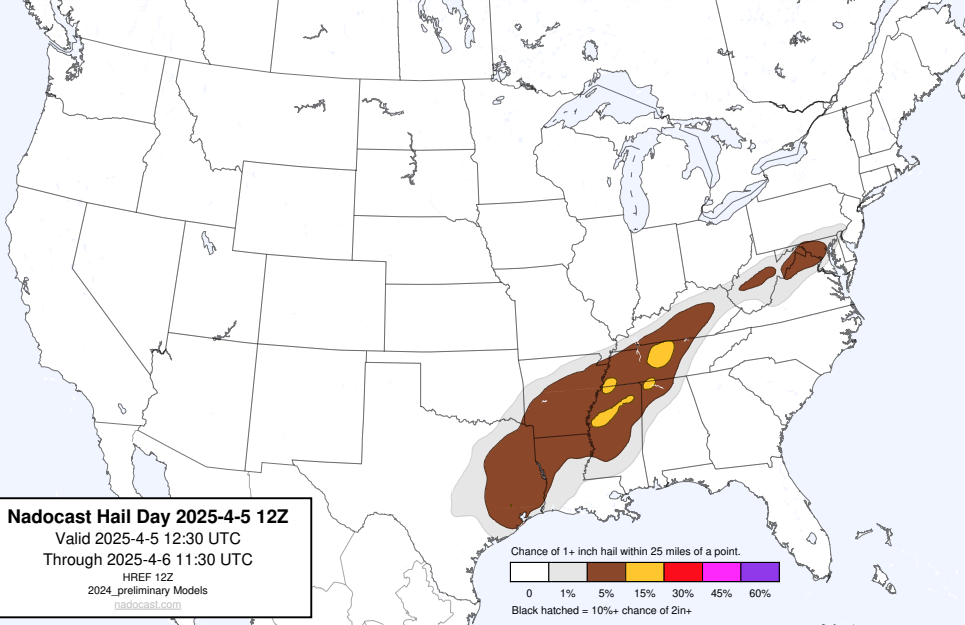 Nadocast Hail Day 2025-4-5 12Z
Valid 2025-4-5 12:30 UTC
Through 2025-4-6 11:30 UTC
HREF 12Z
2024_preliminary Models
nadocast.com
Chance of 1+ inch hail within 25 miles of a point.
0 1% 5% 15% 30% 45% 60%
Black hatched = 10%+ chance of 2in+